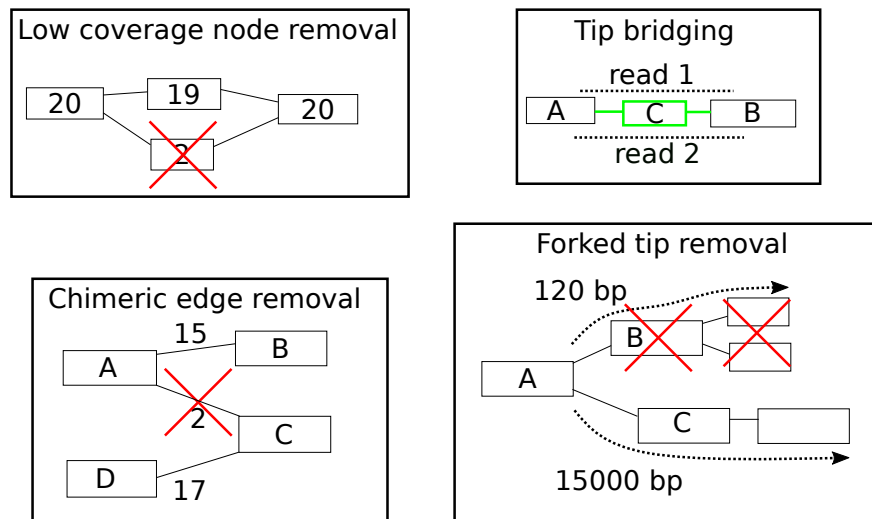 Low coverage node removal
20
19
20
2
Tip bridging
read 1
A
C
B
read 2
Chimeric edge removal
15
A
B
2
C
D
17
Forked tip removal
120 bp
B
A
C
15000 bp